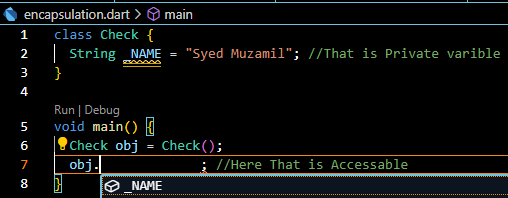 encapsulation.dart > main
1 class Check {
2 String _NAME = "Syed Muzamil"; //That is Private varible
3 }
4
Run | Debug
5 void main() {
6 Check obj = Check();
7 obj. ; //Here That is Accessable
8 }
_NAME